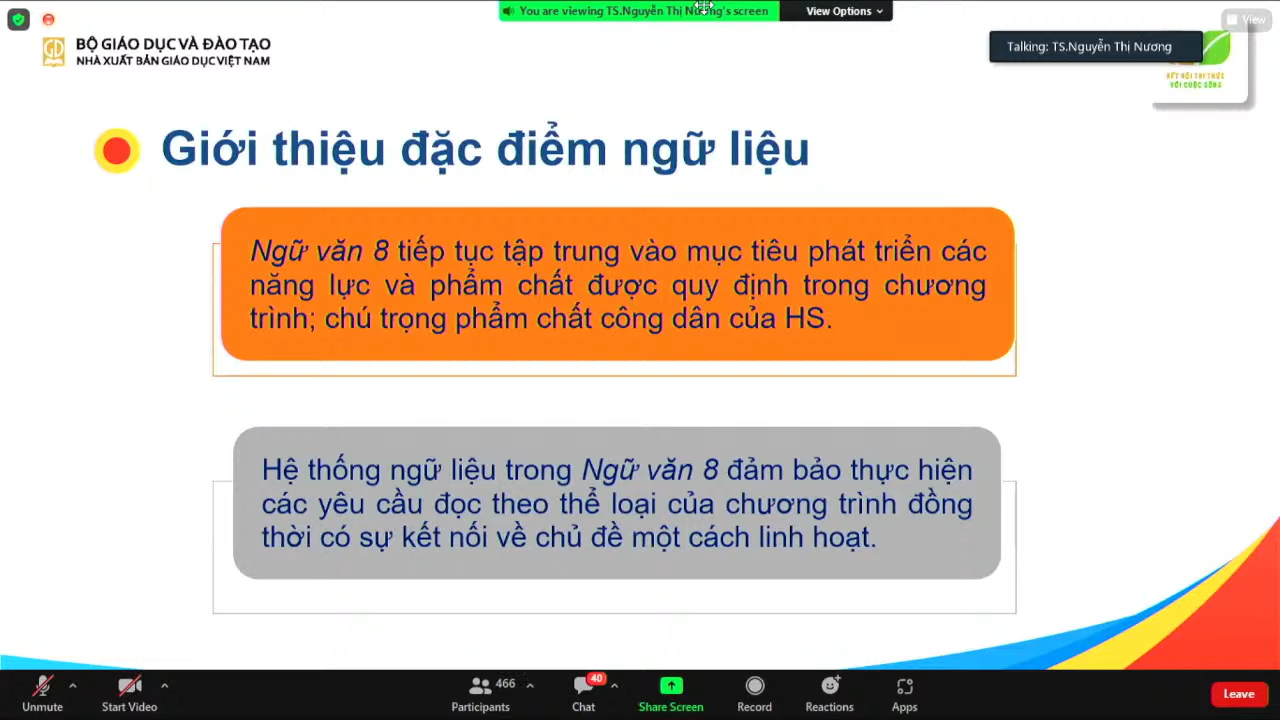 You are viewing TS.Nguyễn Thị Nương's screen
View Options
View
BỘ GIÁO DỤC VÀ ĐÀO TẠO
NHÀ XUẤT BẢN GIÁO DỤC VIỆT NAM
Talking: TS.Nguyễn Thị Nương
KẾT NỐI TRI THỨC
VỚI CUỘC SỐNG
Giới thiệu đặc điểm ngữ liệu
Ngữ văn 8 tiếp tục tập trung vào mục tiêu phát triển các
năng lực và phẩm chất được quy định trong chương
trình; chú trọng phẩm chất công dân của HS.
Hệ thống ngữ liệu trong Ngữ văn 8 đảm bảo thực hiện
các yêu cầu đọc theo thể loại của chương trình đồng
thời có sự kết nối về chủ đề một cách linh hoạt.
Unmute
Start Video
466
Participants
40
Chat
Share Screen
Record
Reactions
Apps
Leave